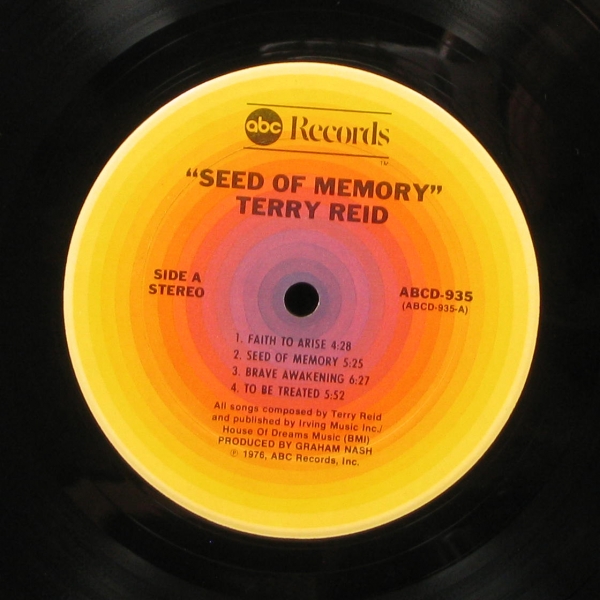 abc Records
TM
"SEED OF MEMORY"
TERRY REID
SIDE A
STEREO
ABCD-935
(ABCD-935-A)
1. FAITH TO ARISE 4:28
2. SEED OF MEMORY 5:25
3. BRAVE AWAKENING 6:27
4. TO BE TREATED 5:52
All songs composed by Terry Reid
and published by Irving Music Inc./
House Of Dreams Music (BMI)
PRODUCED BY GRAHAM NASH
℗ 1976, ABC Records, Inc.